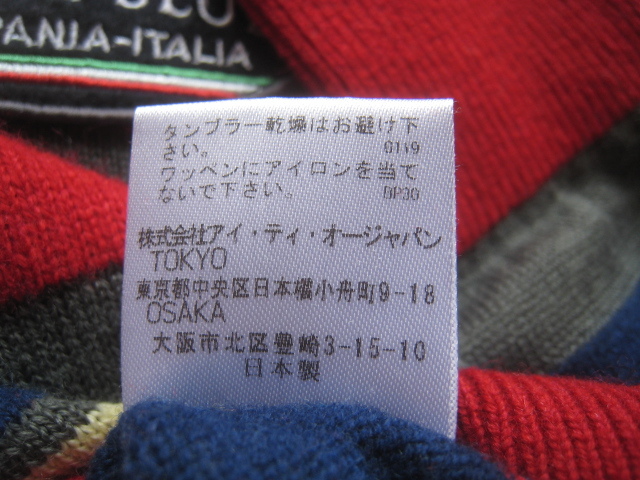 PANIA-ITALIA
タンブラー乾燥はお避け下
さい。 0119
ワッペンにアイロンを当て
ないで下さい。 DP30
株式会社アイ・ティ・オージャパン
TOKYO
東京都中央区日本橋小舟町9-18
OSAKA
大阪市北区豊崎3-15-10
日本製